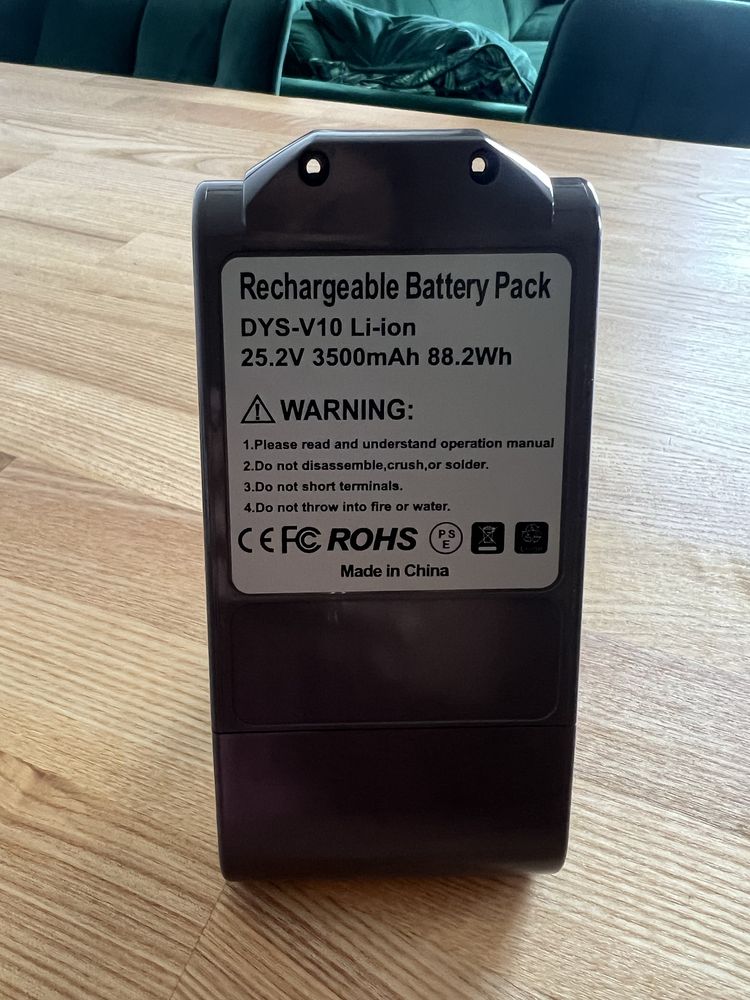 Rechargeable Battery Pack
DYS-V10 Li-ion
25.2V 3500mAh 88.2Wh
WARNING:
1.Please read and understand operation manual
2.Do not disassemble,crush,or solder.
3.Do not short terminals.
4.Do not throw into fire or water.
CE FC ROHS PS E
Made in China